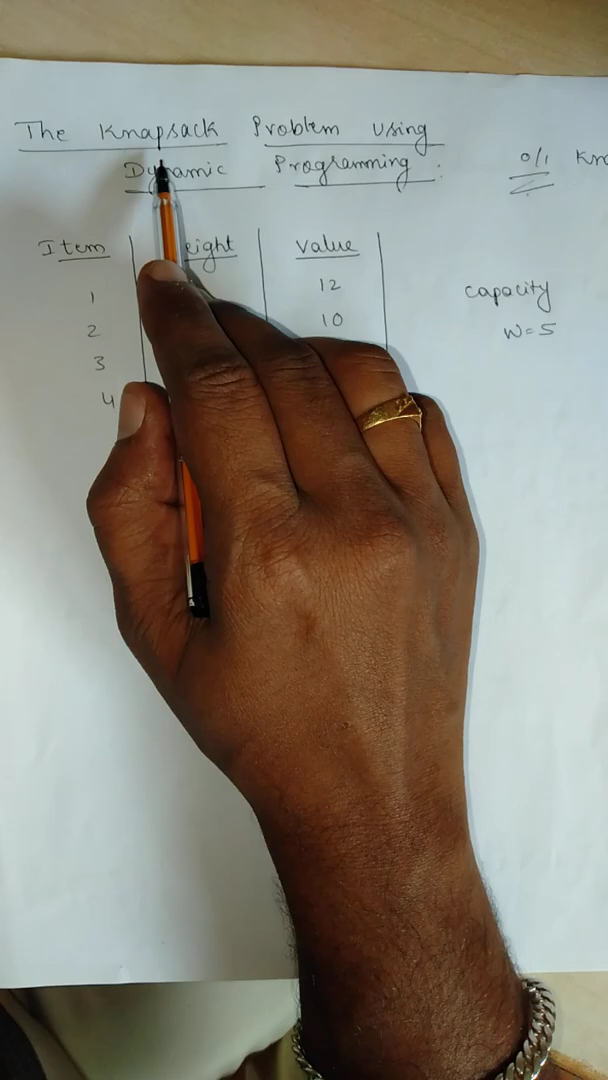 The Knapsack Problem using
Dynamic Programming :
0/1
Item eight Value
1 12
2 10
3
4
capacity
W=5